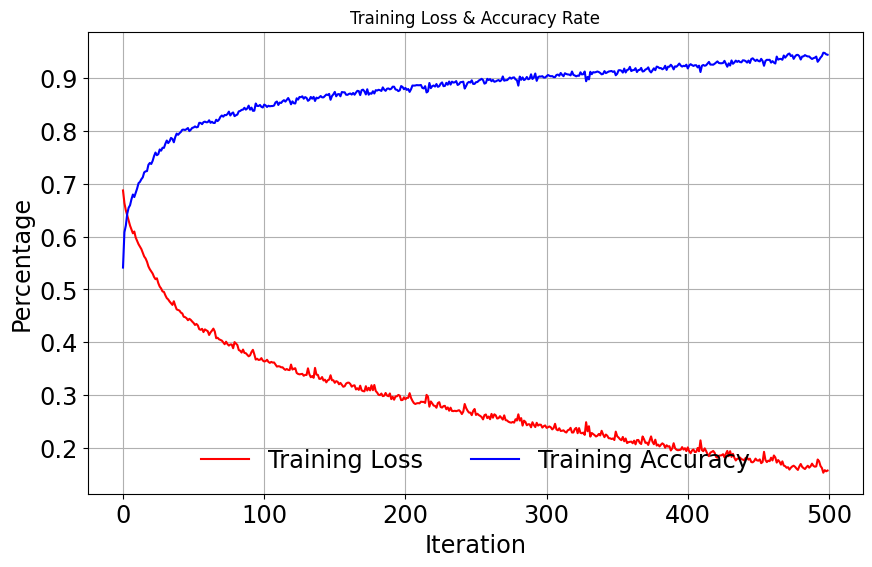 Training Loss & Accuracy Rate
0.9
0.8
0.7
0.6
0.5
0.4
0.3
0.2
Percentage
Training Loss
Training Accuracy
0
100
200
300
400
500
Iteration